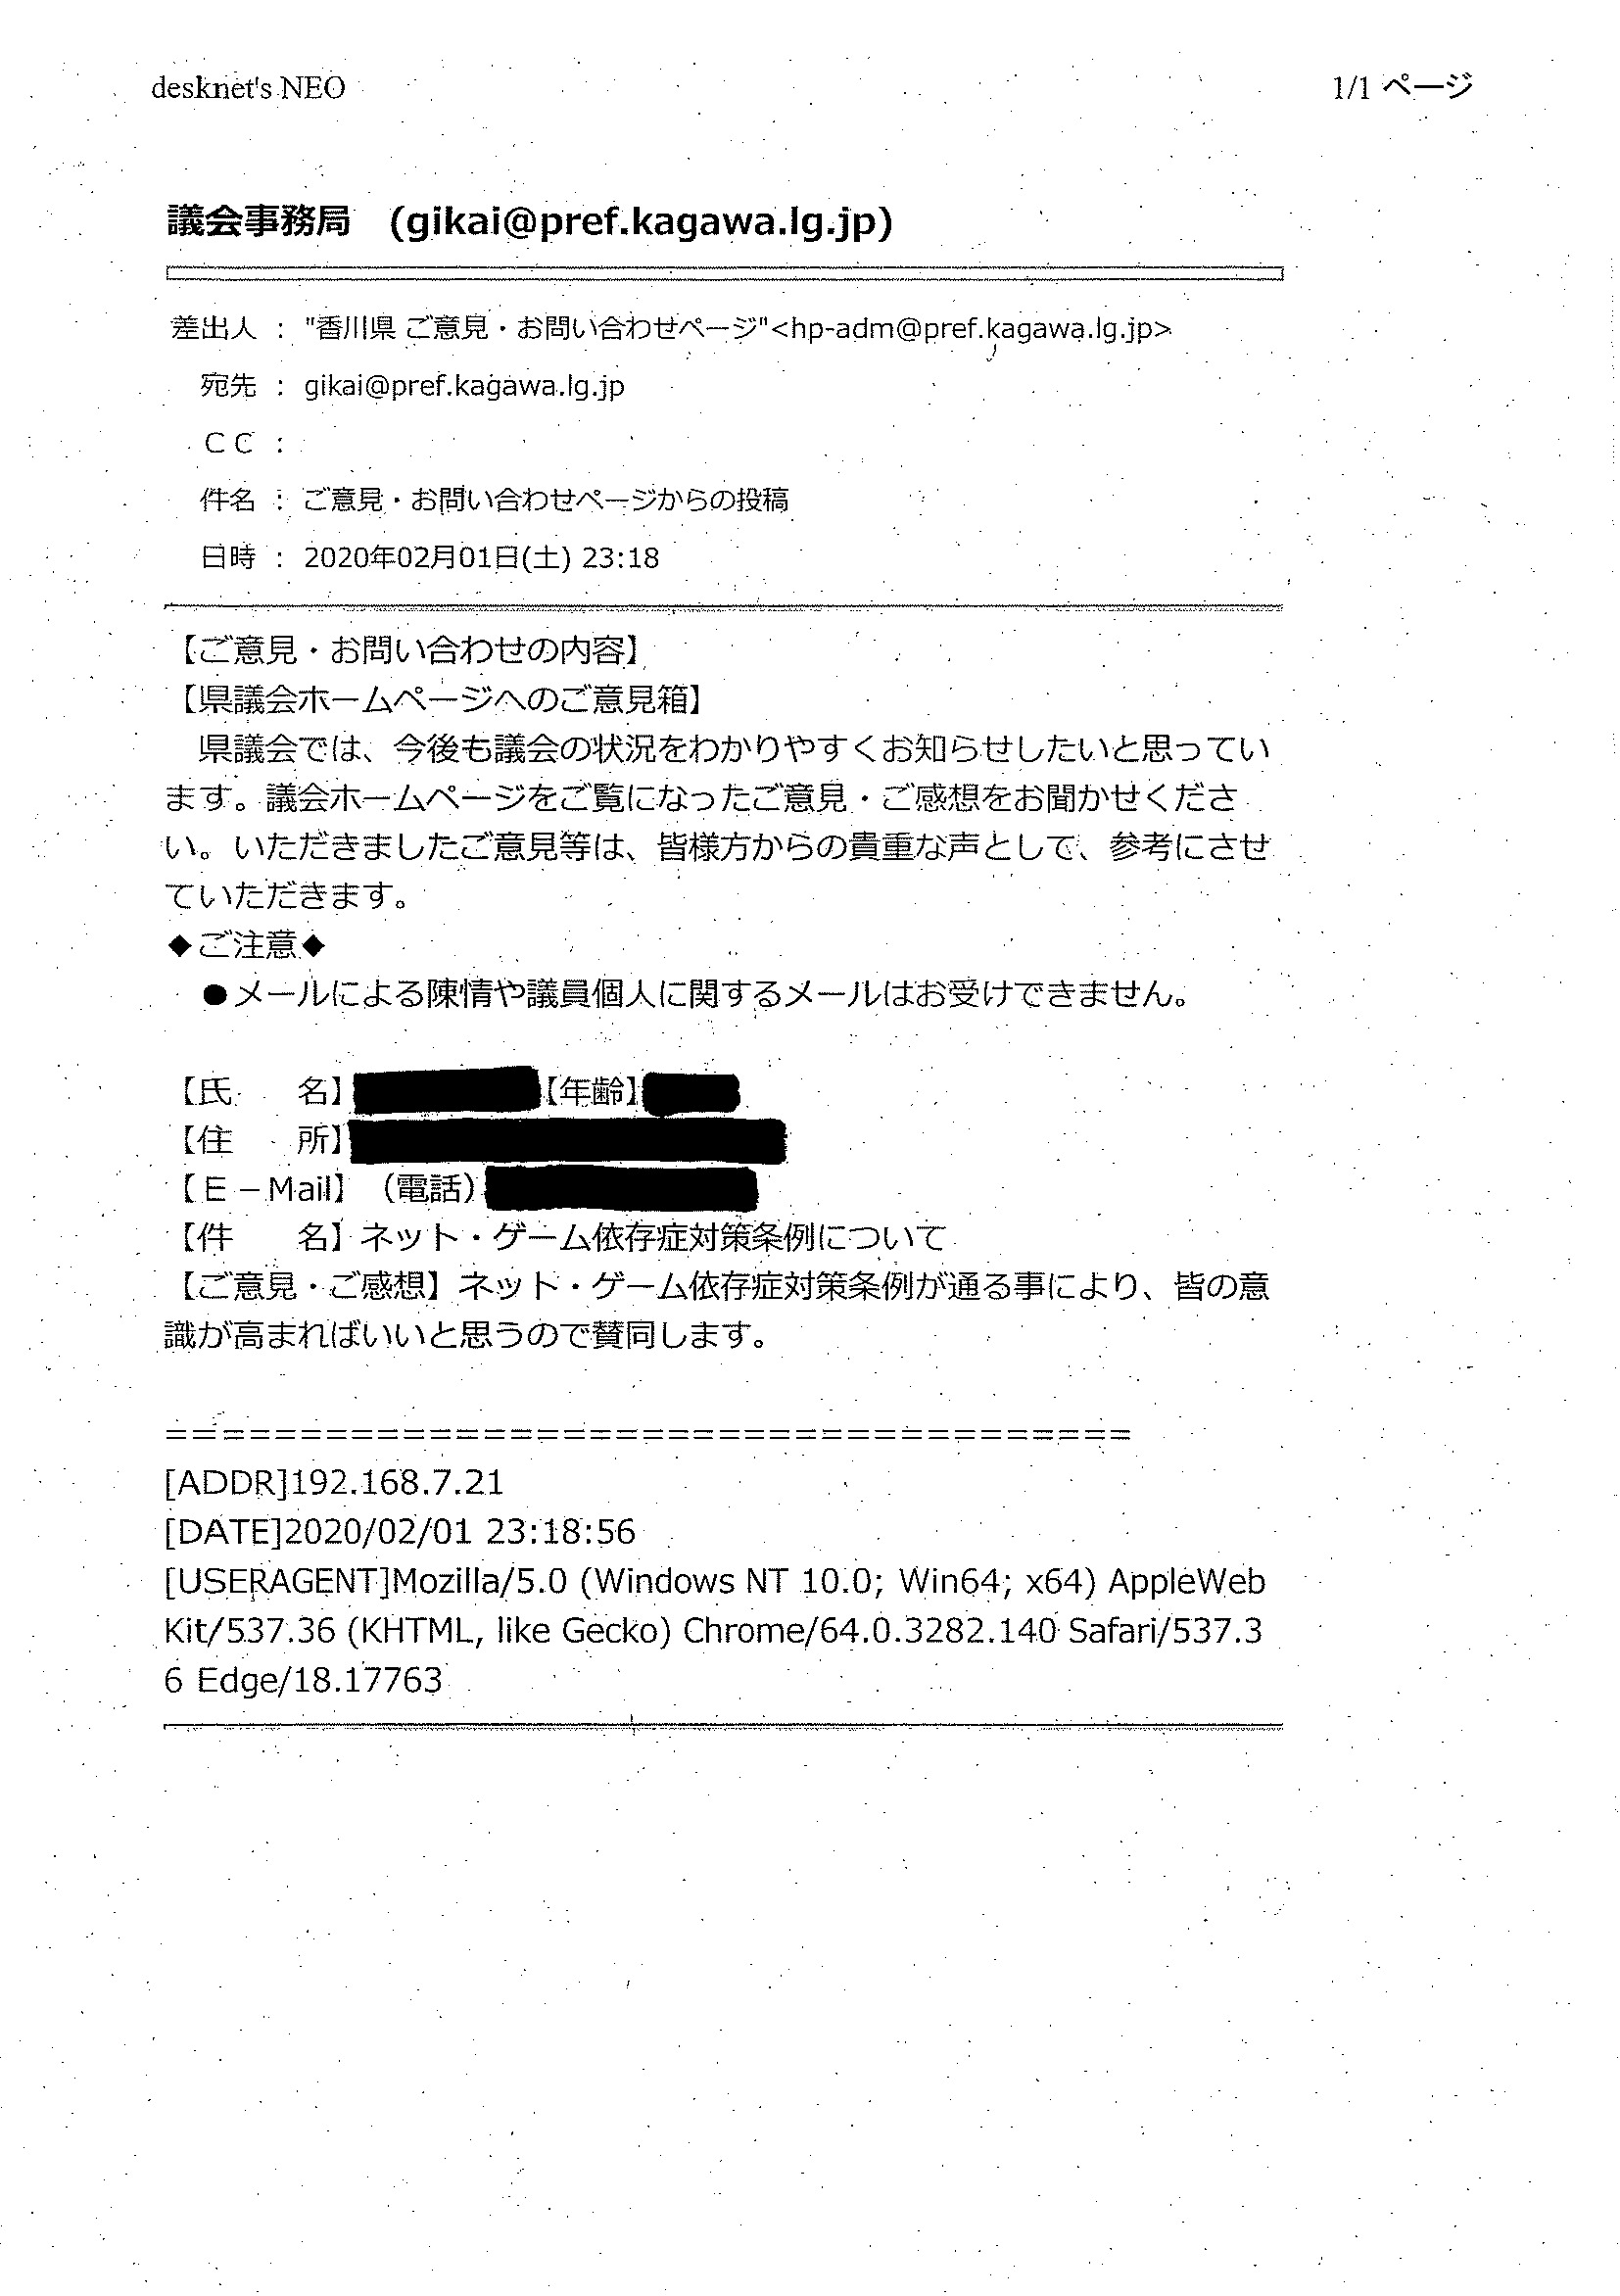 desknet's NEO
1/1 ページ
議会事務局　(gikai@pref.kagawa.lg.jp)
差出人 : "香川県 ご意見・お問い合わせページ"<hp-adm@pref.kagawa.lg.jp>
宛先 : gikai@pref.kagawa.lg.jp
ＣＣ :
件名 : ご意見・お問い合わせページからの投稿
日時 : 2020年02月01日(土) 23:18
【ご意見・お問い合わせの内容】
【県議会ホームページへのご意見箱】
　県議会では、今後も議会の状況をわかりやすくお知らせしたいと思ってい
ます。議会ホームページをご覧になったご意見・ご感想をお聞かせくださ
い。いただきましたご意見等は、皆様方からの貴重な声として、参考にさせ
ていただきます。
◆ご注意◆
　●メールによる陳情や議員個人に関するメールはお受けできません。
【氏　　名】【年齢】
【住　　所】
【Ｅ－Mail】（電話）
【件　　名】ネット・ゲーム依存症対策条例について
【ご意見・ご感想】ネット・ゲーム依存症対策条例が通る事により、皆の意
識が高まればいいと思うので賛同します。
====================================
[ADDR]192.168.7.21
[DATE]2020/02/01 23:18:56
[USERAGENT]Mozilla/5.0 (Windows NT 10.0; Win64; x64) AppleWeb
Kit/537.36 (KHTML, like Gecko) Chrome/64.0.3282.140 Safari/537.3
6 Edge/18.17763